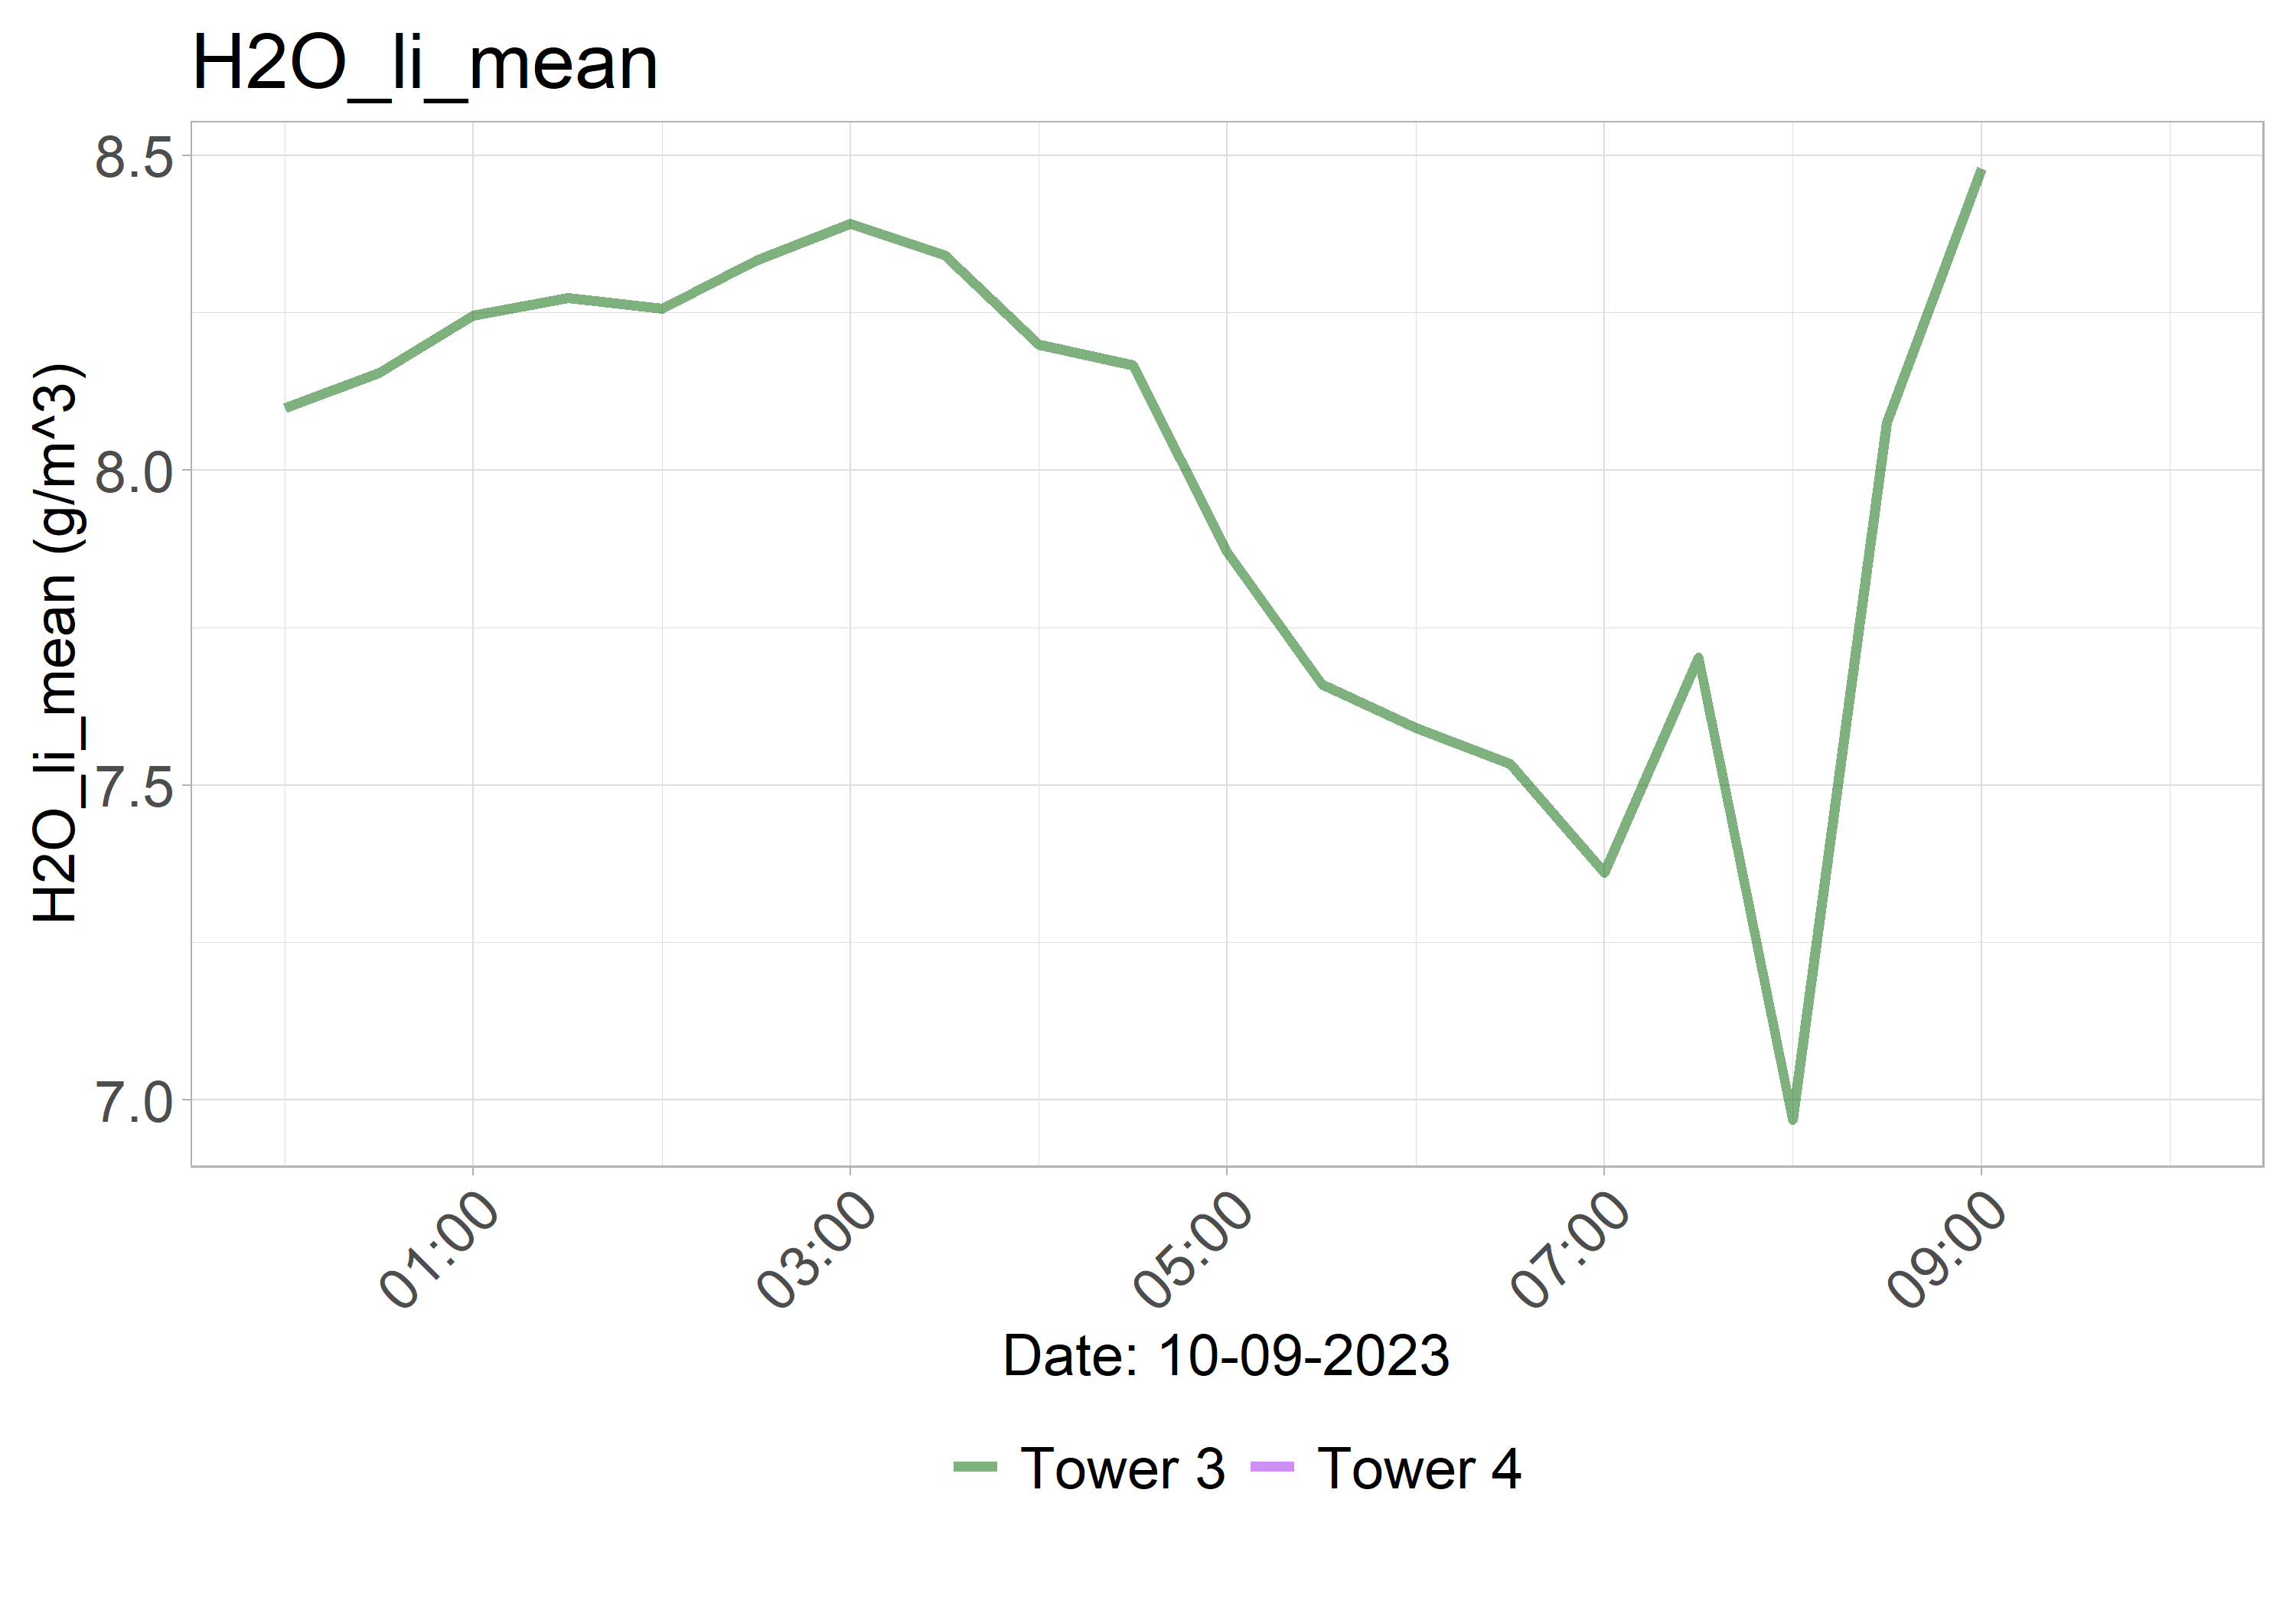 H2O_li_mean
H2O_li_mean (g/m^3)
8.5
8.0
7.5
7.0
01:00 03:00 05:00 07:00 09:00
Date: 10-09-2023
Tower 3 Tower 4